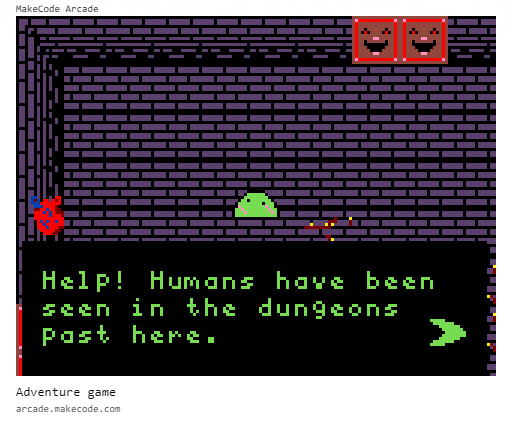 MakeCode Arcade
Help! Humans have been
seen in the dungeons
past here.
Adventure game
arcade.makecode.com